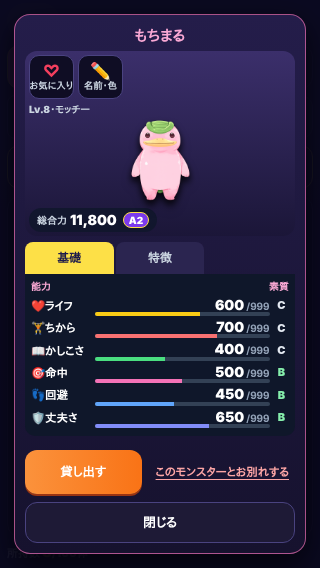 もちまる
お気に入り
名前・色
Lv.8・モッチー
総合力 11,800 A2
基礎 特徴
能力 素質
ライフ 600 /999 C
ちから 700 /999 C
かしこさ 400 /999 C
命中 500 /999 B
回避 450 /999 B
丈夫さ 650 /999 B
貸し出す このモンスターとお別れする
閉じる